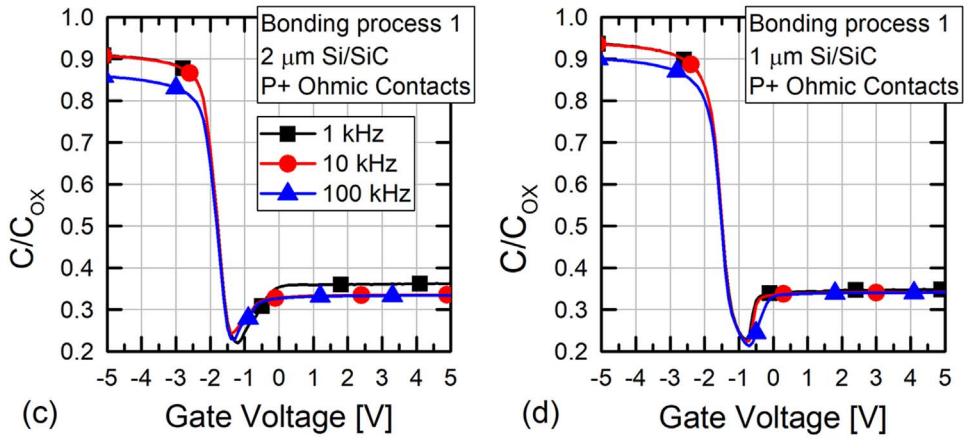 Bonding process 1
2 μm Si/SiC
P+ Ohmic Contacts
1 kHz
10 kHz
100 kHz
C/COX
1.0
0.9
0.8
0.7
0.6
0.5
0.4
0.3
0.2
-5 -4 -3 -2 -1 0 1 2 3 4 5
(c) Gate Voltage [V]
Bonding process 1
1 μm Si/SiC
P+ Ohmic Contacts
C/COX
1.0
0.9
0.8
0.7
0.6
0.5
0.4
0.3
0.2
-5 -4 -3 -2 -1 0 1 2 3 4 5
(d) Gate Voltage [V]